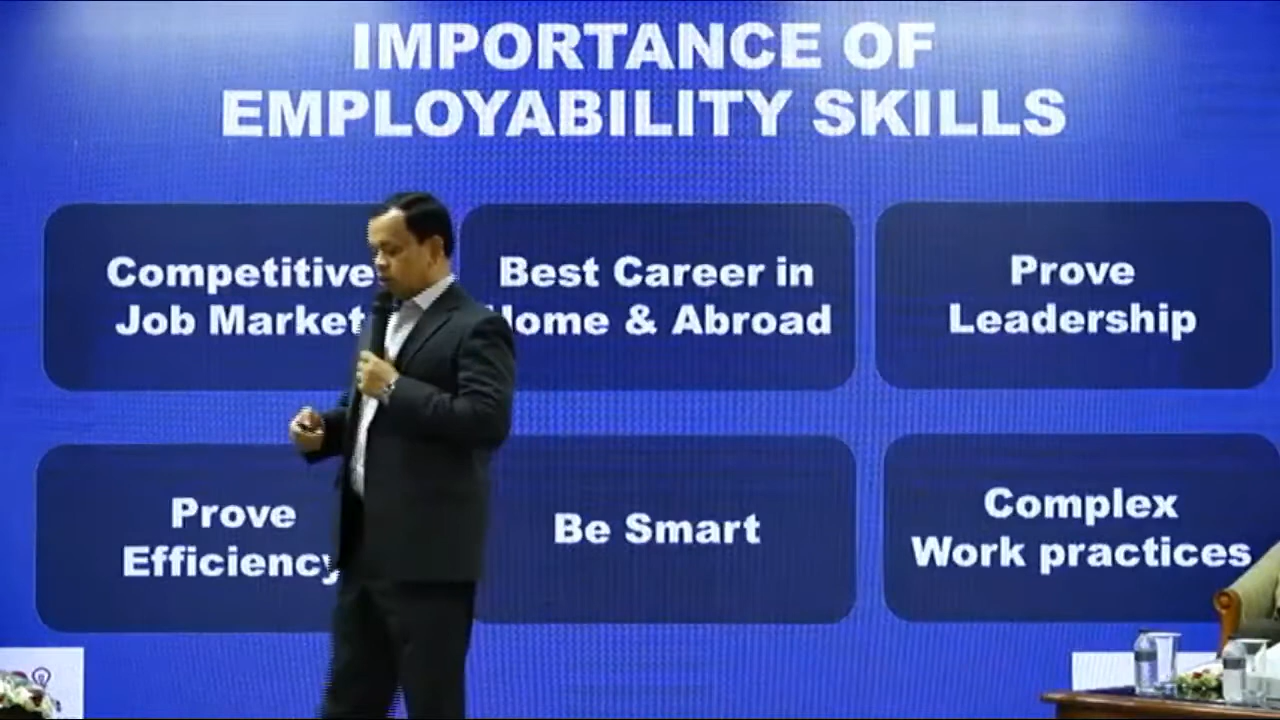 IMPORTANCE OF
EMPLOYABILITY SKILLS
Competitive
Job Market
Best Career in
Home & Abroad
Prove
Leadership
Prove
Efficiency
Be Smart
Complex
Work practices